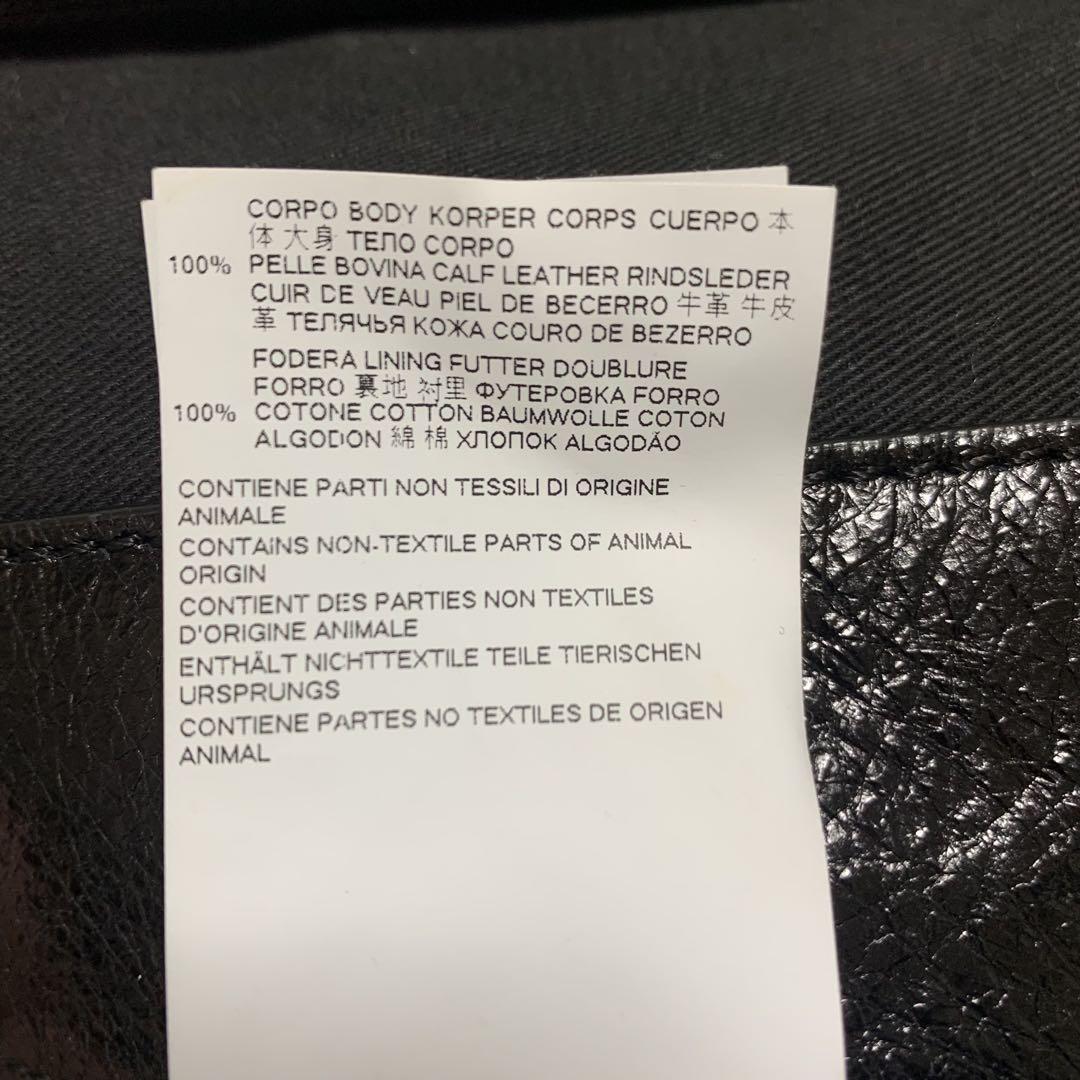 CORPO BODY KORPER CORPS CUERPO 本
体 大身 ТЕЛО CORPO
100% PELLE BOVINA CALF LEATHER RINDSLEDER
CUIR DE VEAU PIEL DE BECERRO 牛革 牛皮
革 ТЕЛЯЧЬЯ КОЖА COURO DE BEZERRO
FODERA LINING FUTTER DOUBLURE
FORRO 裏地 衬里 ФУТЕРОВКА FORRO
100% COTONE COTTON BAUMWOLLE COTON
ALGODON 綿 棉 ХЛОПОК ALGODÃO
CONTIENE PARTI NON TESSILI DI ORIGINE
ANIMALE
CONTAINS NON-TEXTILE PARTS OF ANIMAL
ORIGIN
CONTIENT DES PARTIES NON TEXTILES
D'ORIGINE ANIMALE
ENTHÄLT NICHTTEXTILE TEILE TIERISCHEN
URSPRUNGS
CONTIENE PARTES NO TEXTILES DE ORIGEN
ANIMAL